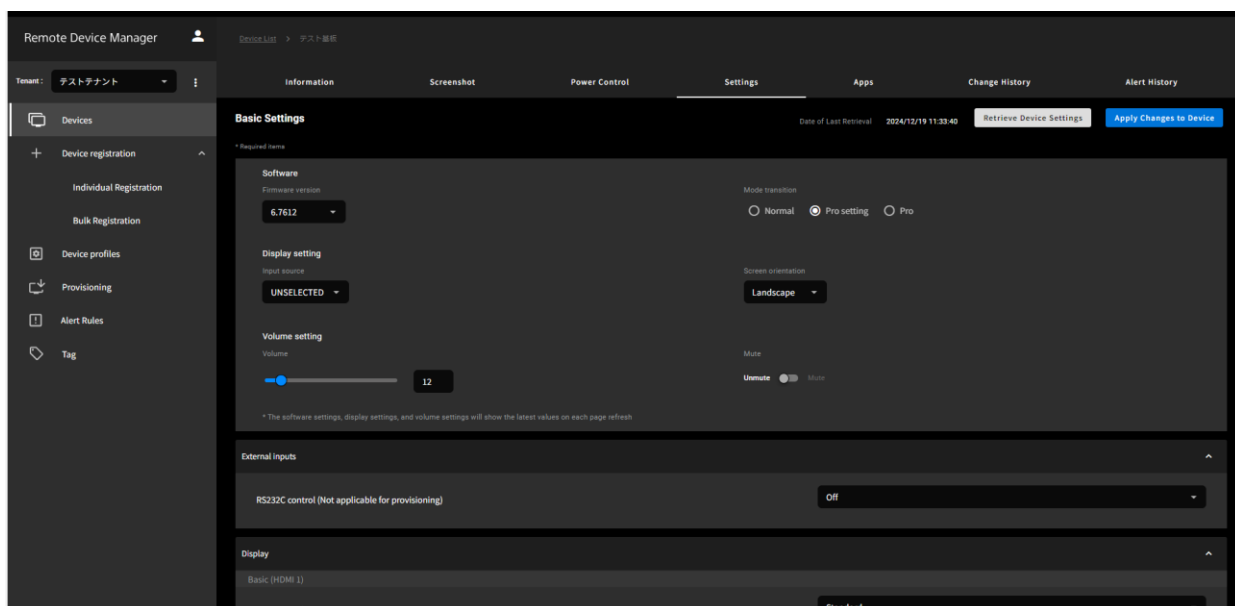 Remote Device Manager
Device List > テスト基板
Tenant : テストテナント
Information Screenshot Power Control Settings Apps Change History Alert History
Devices
Device registration
Individual Registration
Bulk Registration
Device profiles
Provisioning
Alert Rules
Tag
Basic Settings
Date of Last Retrieval 2024/12/19 11:33:40 Retrieve Device Settings Apply Changes to Device
* Required items
Software
Firmware version
6.7612
Mode transition
Normal Pro setting Pro
Display setting
Input source
UNSELECTED
Screen orientation
Landscape
Volume setting
Volume
12
Mute
Unmute Mute
* The software settings, display settings, and volume settings will show the latest values on each page refresh
External inputs
RS232C control (Not applicable for provisioning) Off
Display
Basic (HDMI 1)